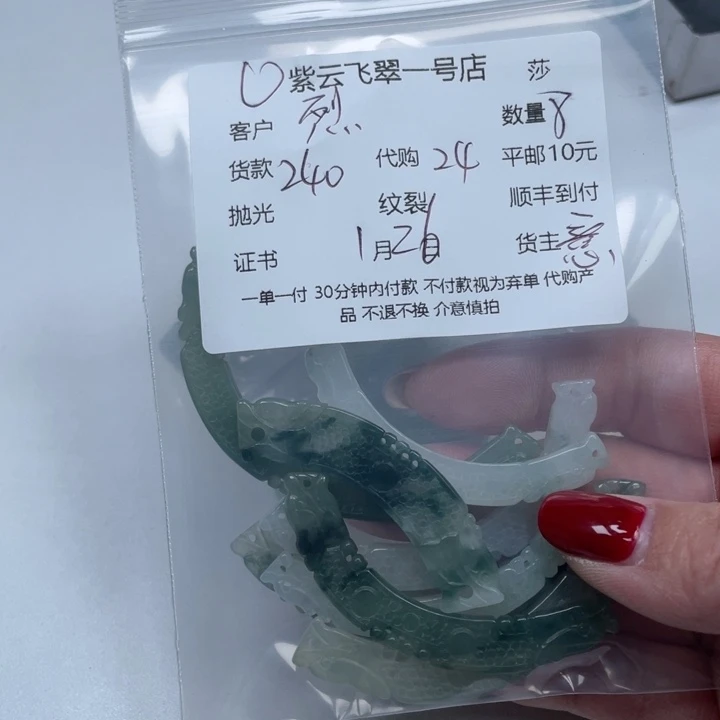 紫云飞翠一号店 莎
客户 烈 数量 8
货款 240 代购 24 平邮10元
抛光 纹裂 顺丰到付
证书 1月26日 货主
一单一付 30分钟内付款 不付款视为弃单 代购产
品 不退不换 介意慎拍